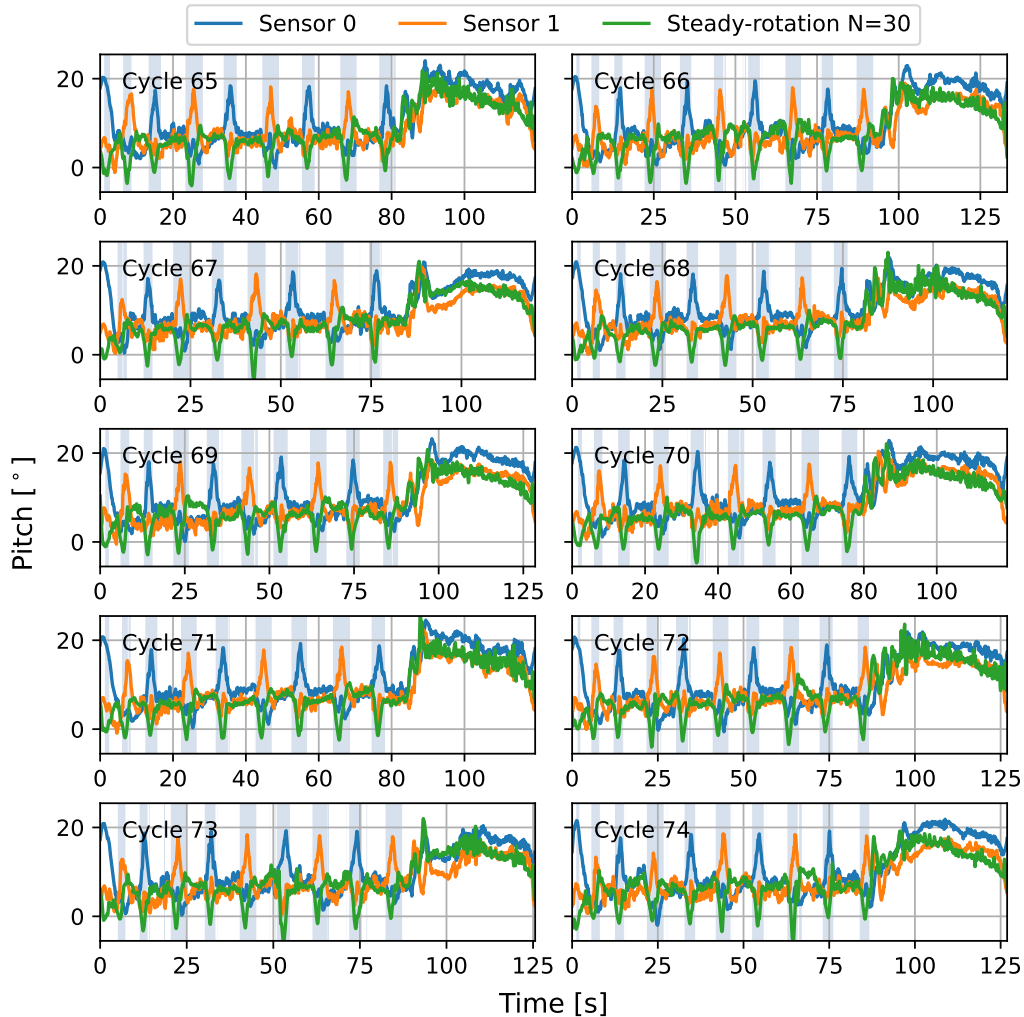 Sensor 0 Sensor 1 Steady-rotation N=30
Cycle 65 Cycle 66
20
0
0 20 40 60 80 100 0 25 50 75 100 125
Cycle 67 Cycle 68
20
0
0 25 50 75 100 0 25 50 75 100
Cycle 69 Cycle 70
20
0
0 25 50 75 100 125 0 20 40 60 80 100
Cycle 71 Cycle 72
20
0
0 20 40 60 80 100 0 25 50 75 100 125
Cycle 73 Cycle 74
20
0
0 25 50 75 100 125 0 25 50 75 100 125
Pitch [°]
Time [s]